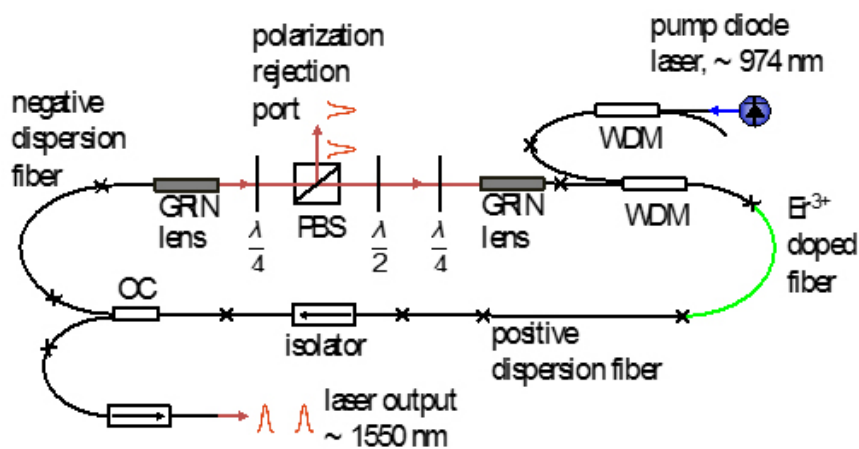 polarization
rejection
port
pump diode
laser, ~ 974 nm
negative
dispersion
fiber
WDM
GRIN
lens
λ
4
PBS
λ
2
λ
4
GRIN
lens
WDM
Er³⁺
doped
fiber
OC
isolator
positive
dispersion fiber
laser output
~ 1550 nm